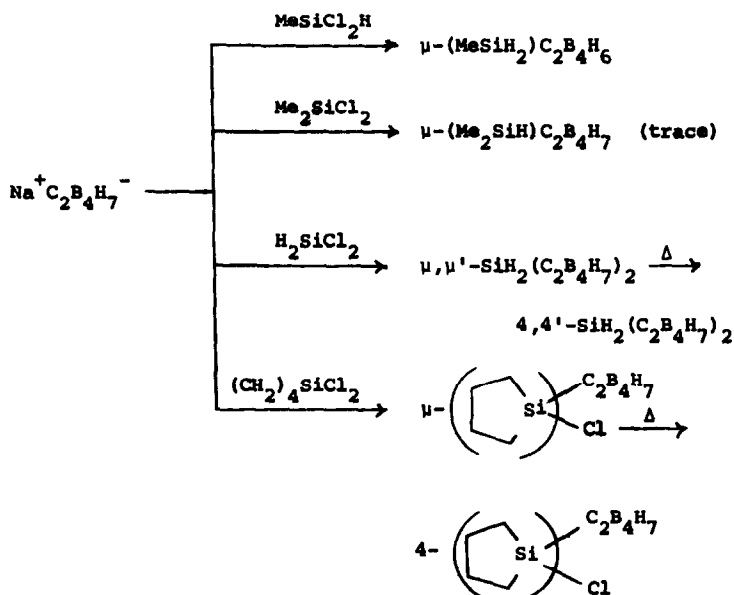 MeSiCl₂H
μ-(MeSiH₂)C₂B₄H₆
Me₂SiCl₂
μ-(Me₂SiH)C₂B₄H₇ (trace)
Na⁺C₂B₄H₇⁻
H₂SiCl₂
μ,μ'-SiH₂(C₂B₄H₇)₂ Δ
4,4'-SiH₂(C₂B₄H₇)₂
(CH₂)₄SiCl₂
μ-( Si ) C₂B₄H₇ Cl Δ
4- ( Si ) C₂B₄H₇ Cl